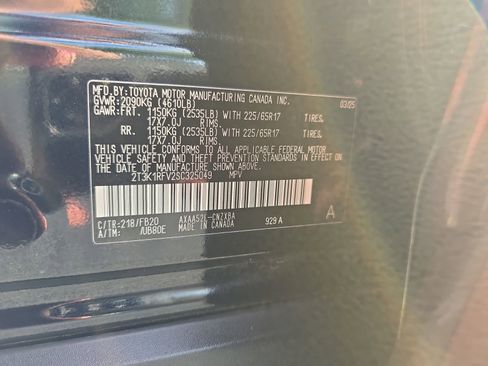 MFD.BY: TOYOTA MOTOR MANUFACTURING CANADA INC.
GVWR: 2090KG (4610LB) 03/25
GAWR: FRT. 1150KG (2535LB) WITH 225/65R17 TIRES,
17X7.0J RIMS.
RR. 1150KG (2535LB) WITH 225/65R17 TIRES,
17X7.0J RIMS.
THIS VEHICLE CONFORMS TO ALL APPLICABLE FEDERAL MOTOR
VEHICLE SAFETY AND THEFT PREVENTION STANDARDS IN
EFFECT ON THE DATE OF MANUFACTURE SHOWN ABOVE.
2T3K1RFV2SC325049 MPV
C/TR: 218/FB20 AXAA52L-CNZXBA 929 A A
A/TM: /UB80E MADE IN CANADA